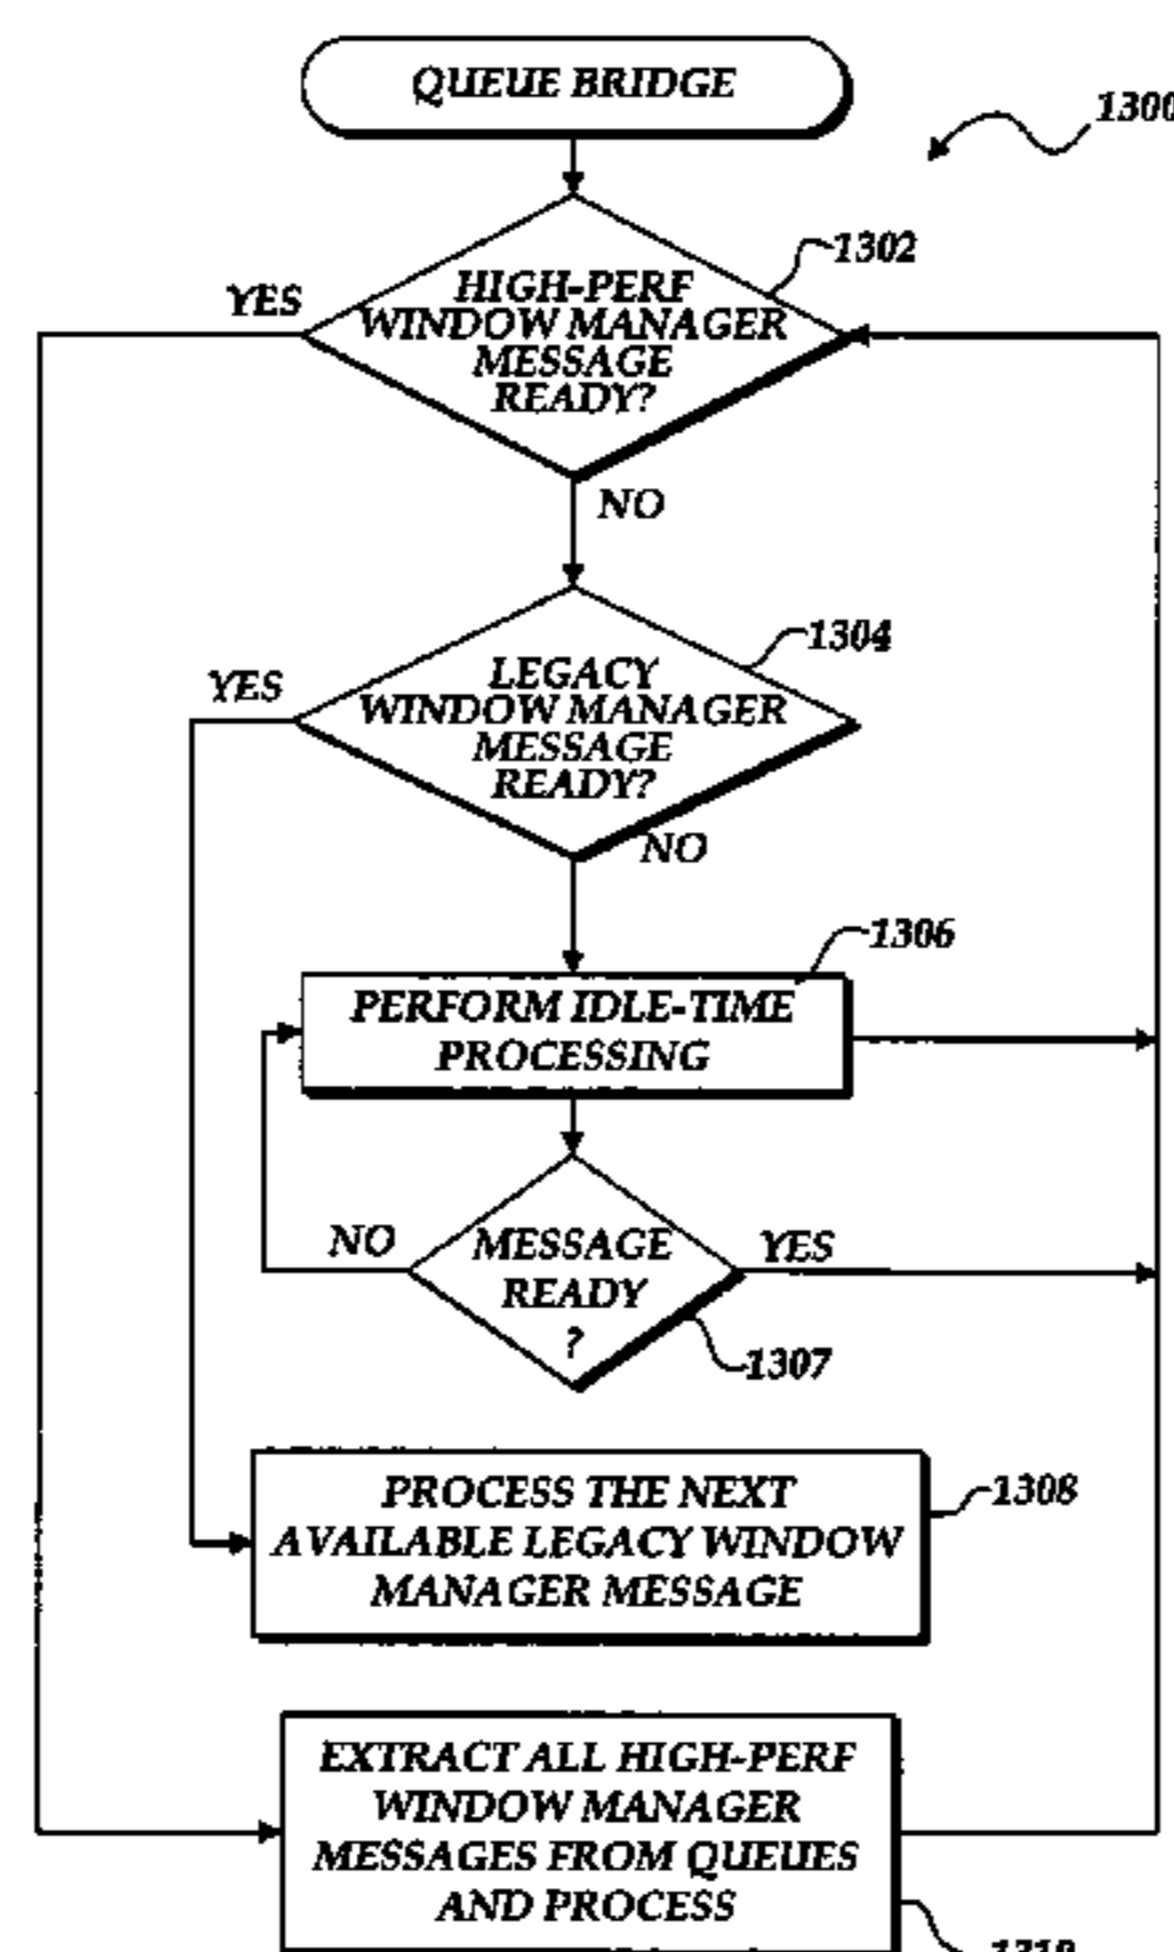 QUEUE BRIDGE
1300
1302
YES
HIGH-PERF
WINDOW MANAGER
MESSAGE
READY?
NO
1304
YES
LEGACY
WINDOW MANAGER
MESSAGE
READY?
NO
1306
PERFORM IDLE-TIME
PROCESSING
NO
MESSAGE
READY
?
YES
1307
PROCESS THE NEXT
AVAILABLE LEGACY WINDOW
MANAGER MESSAGE
1308
EXTRACT ALL HIGH-PERF
WINDOW MANAGER
MESSAGES FROM QUEUES
AND PROCESS